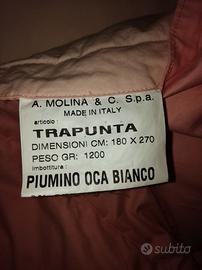 A. MOLINA & C. S.p.a.
MADE IN ITALY
articolo :
TRAPUNTA
DIMENSIONI CM: 180 X 270
PESO GR: 1200
imbottitura :
PIUMINO OCA BIANCO
subito